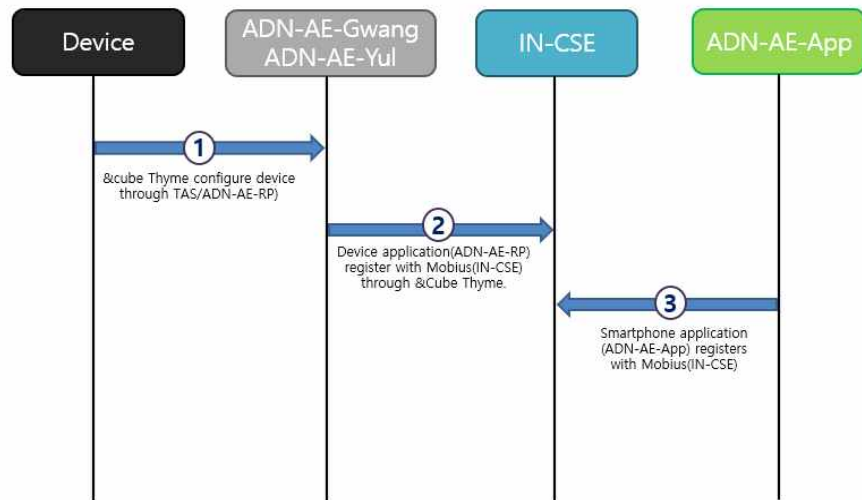 Device
ADN-AE-Gwang
ADN-AE-Yul
IN-CSE
ADN-AE-App
1
&cube Thyme configure device
through TAS/ADN-AE-RP)
2
Device application(ADN-AE-RP)
register with Mobius(IN-CSE)
through &Cube Thyme.
3
Smartphone application
(ADN-AE-App) registers
with Mobius(IN-CSE)